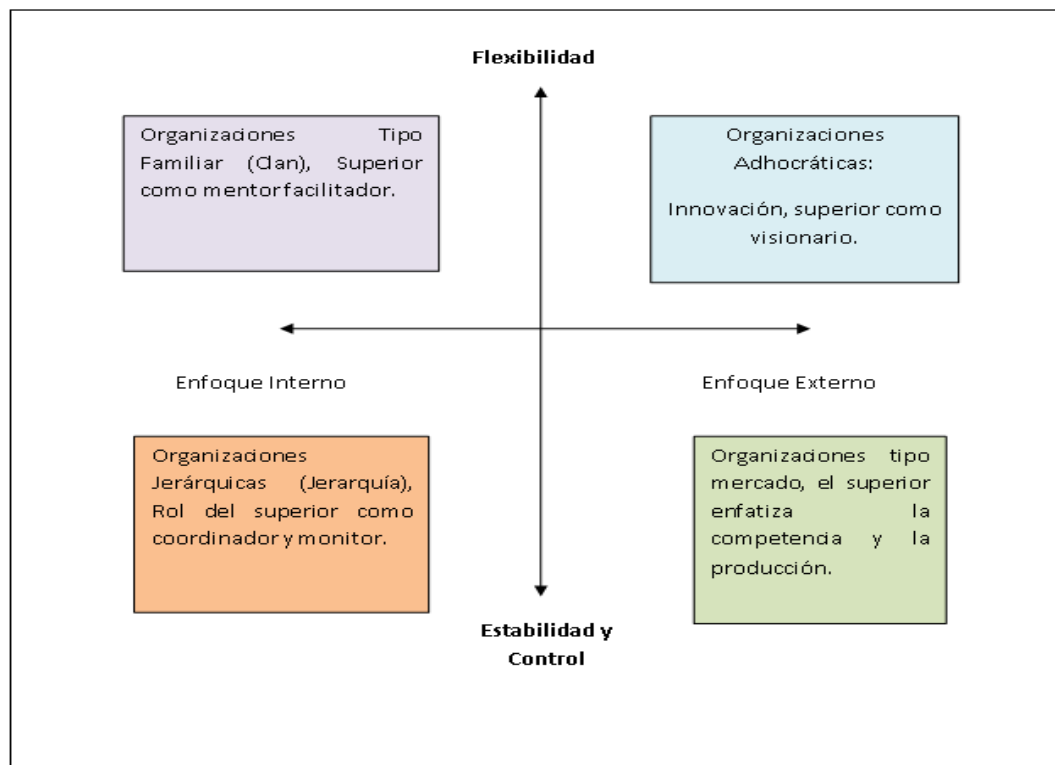 Flexibilidad
Organizaciones Tipo
Familiar (Clan), Superior
como mentor facilitador.
Organizaciones
Adhocráticas:
Innovación, superior como
visionario.
Enfoque Interno
Enfoque Externo
Organizaciones
Jerárquicas (Jerarquía),
Rol del superior como
coordinador y monitor.
Organizaciones tipo
mercado, el superior
enfatiza la
competencia y la
producción.
Estabilidad y
Control